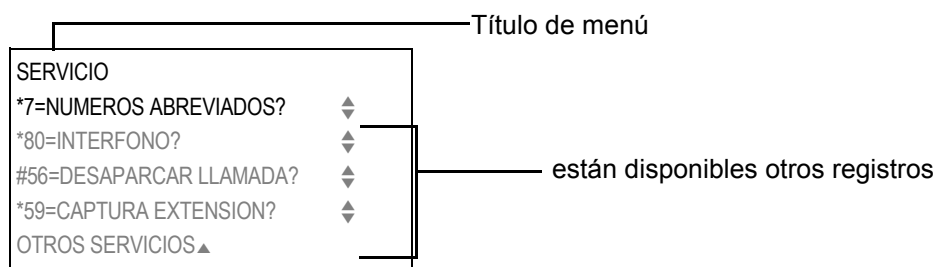 Título de menú
SERVICIO
*7=NUMEROS ABREVIADOS?
*80=INTERFONO?
#56=DESAPARCAR LLAMADA?
*59=CAPTURA EXTENSION?
OTROS SERVICIOS
están disponibles otros registros